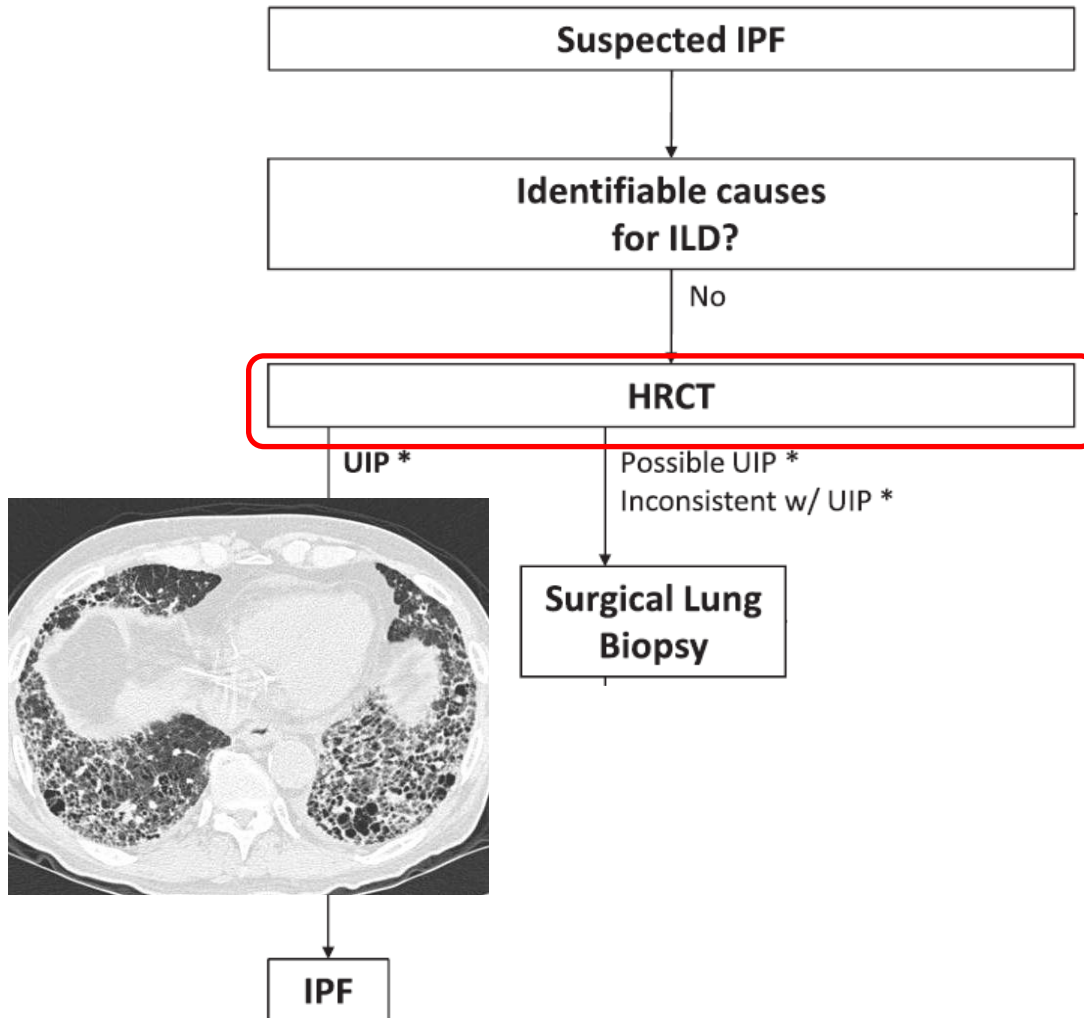 Suspected IPF
Identifiable causes
for ILD?
No
HRCT
UIP *
Possible UIP *
Inconsistent w/ UIP *
Surgical Lung
Biopsy
IPF